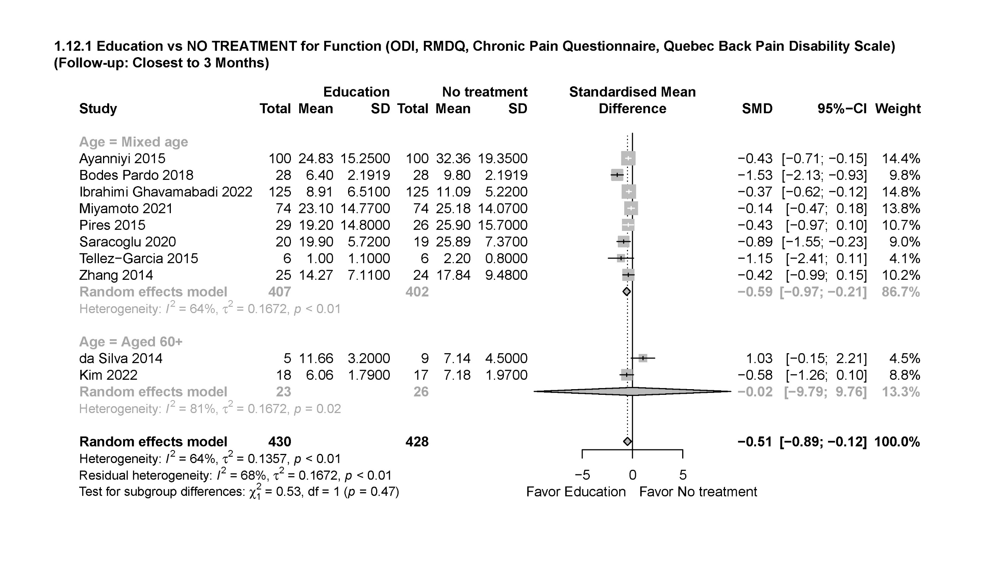 1.12.1 Education vs NO TREATMENT for Function (ODI, RMDQ, Chronic Pain Questionnaire, Quebec Back Pain Disability Scale)
(Follow-up: Closest to 3 Months)
Education No treatment Standardised Mean
Study Total Mean SD Total Mean SD Difference SMD 95%−CI Weight
Age = Mixed age
Ayanniyi 2015 100 24.83 15.2500 100 32.36 19.3500 −0.43 [−0.71; −0.15] 14.4%
Bodes Pardo 2018 28 6.40 2.1919 28 9.80 2.1919 −1.53 [−2.13; −0.93] 9.8%
Ibrahimi Ghavamabadi 2022 125 8.91 6.5100 125 11.09 5.2200 −0.37 [−0.62; −0.12] 14.8%
Miyamoto 2021 74 23.10 14.7700 74 25.18 14.0700 −0.14 [−0.47; 0.18] 13.8%
Pires 2015 29 19.20 14.8000 26 25.90 15.7000 −0.43 [−0.97; 0.10] 10.7%
Saracoglu 2020 20 19.90 5.7200 19 25.89 7.3700 −0.89 [−1.55; −0.23] 9.0%
Tellez−Garcia 2015 6 1.00 1.1000 6 2.20 0.8000 −1.15 [−2.41; 0.11] 4.1%
Zhang 2014 25 14.27 7.1100 24 17.84 9.4800 −0.42 [−0.99; 0.15] 10.2%
Random effects model 407 402 −0.59 [−0.97; −0.21] 86.7%
Heterogeneity: I² = 64%, τ² = 0.1672, p < 0.01
Age = Aged 60+
da Silva 2014 5 11.66 3.2000 9 7.14 4.5000 1.03 [−0.15; 2.21] 4.5%
Kim 2022 18 6.06 1.7900 17 7.18 1.9700 −0.58 [−1.26; 0.10] 8.8%
Random effects model 23 26 −0.02 [−9.79; 9.76] 13.3%
Heterogeneity: I² = 81%, τ² = 0.1672, p = 0.02
Random effects model 430 428 −0.51 [−0.89; −0.12] 100.0%
Heterogeneity: I² = 64%, τ² = 0.1357, p < 0.01
Residual heterogeneity: I² = 68%, τ² = 0.1672, p < 0.01 −5 0 5
Test for subgroup differences: χ²₁ = 0.53, df = 1 (p = 0.47) Favor Education Favor No treatment